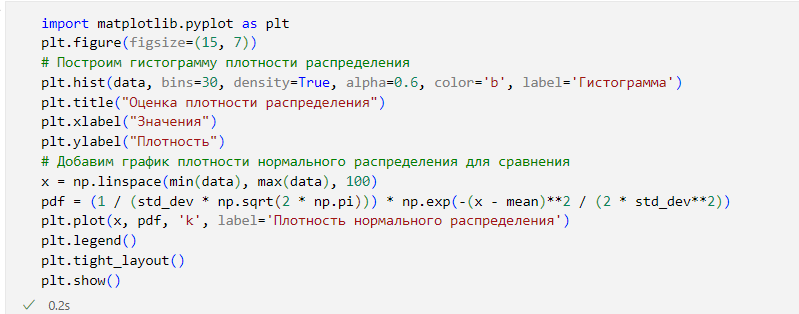 import matplotlib.pyplot as plt
plt.figure(figsize=(15, 7))
# Построим гистограмму плотности распределения
plt.hist(data, bins=30, density=True, alpha=0.6, color='b', label='Гистограмма')
plt.title("Оценка плотности распределения")
plt.xlabel("Значения")
plt.ylabel("Плотность")
# Добавим график плотности нормального распределения для сравнения
x = np.linspace(min(data), max(data), 100)
pdf = (1 / (std_dev * np.sqrt(2 * np.pi))) * np.exp(-(x - mean)**2 / (2 * std_dev**2))
plt.plot(x, pdf, 'k', label='Плотность нормального распределения')
plt.legend()
plt.tight_layout()
plt.show()
0.2s